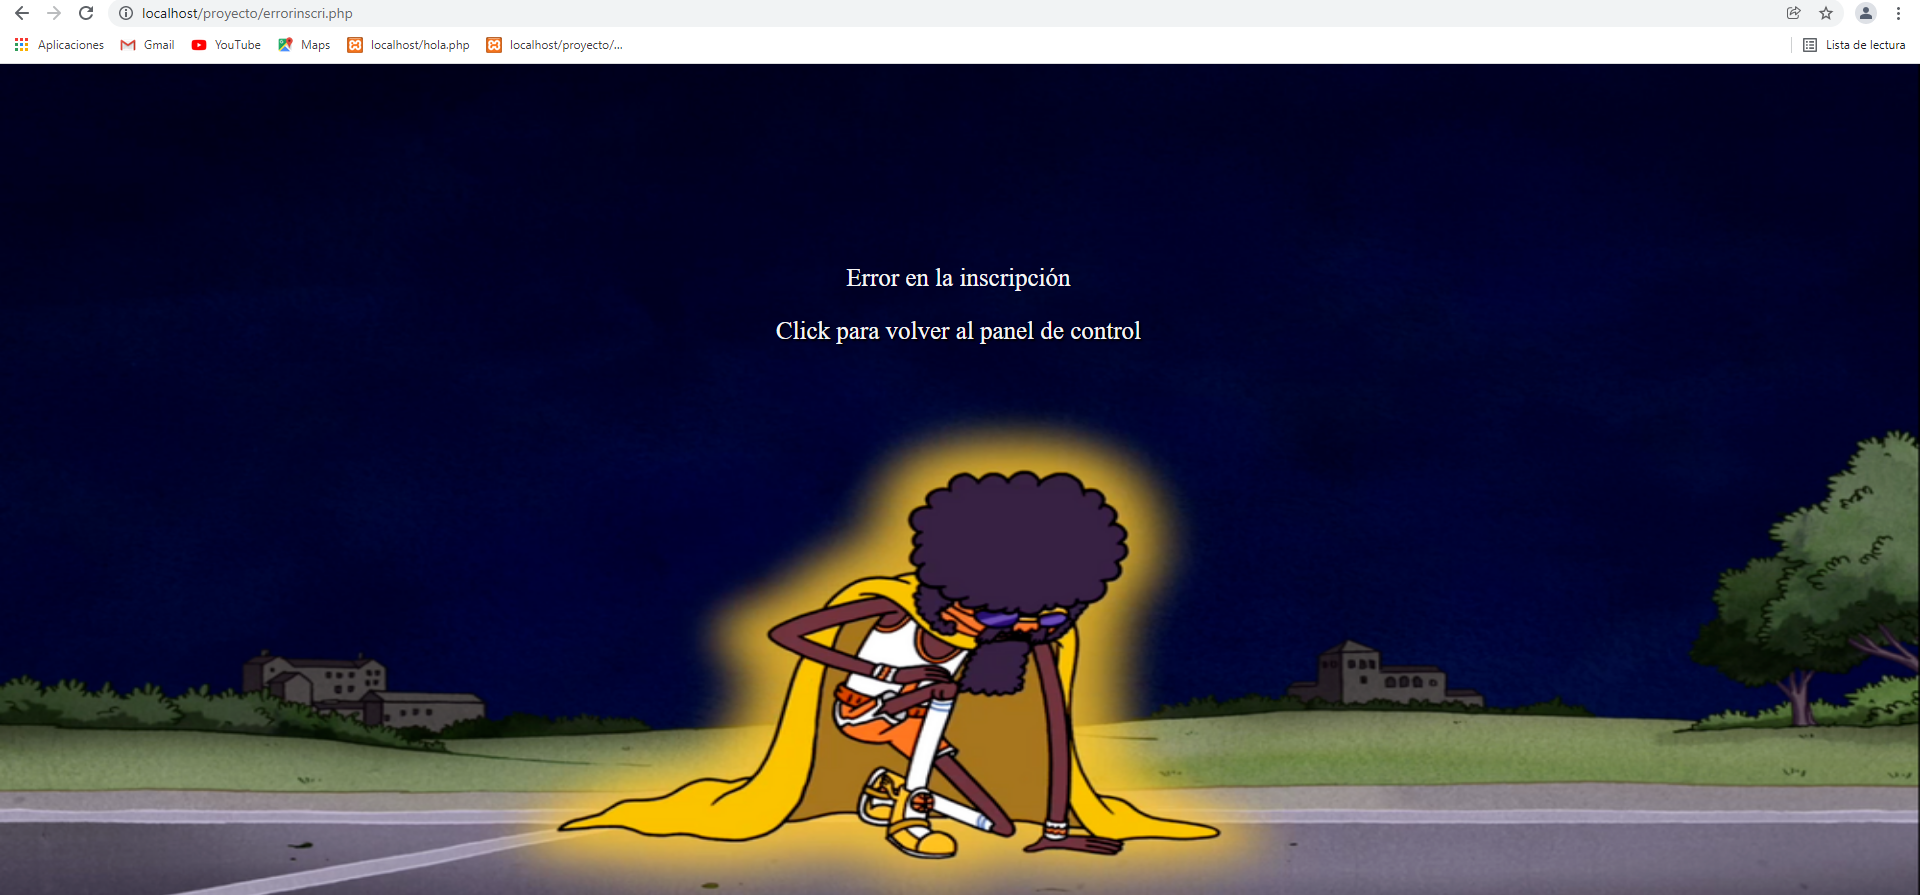 localhost/proyecto/errorinscri.php
Aplicaciones Gmail YouTube Maps localhost/hola.php localhost/proyecto/... Lista de lectura
Error en la inscripción
Click para volver al panel de control